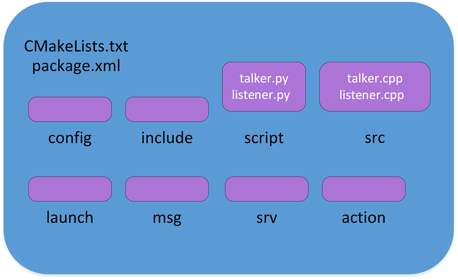 CMakeLists.txt
package.xml
talker.py
listener.py
talker.cpp
listener.cpp
config
include
script
src
launch
msg
srv
action